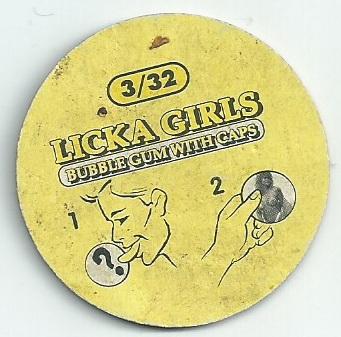 3/32
LICKA GIRLS
BUBBLE GUM WITH CAPS
1
2
?